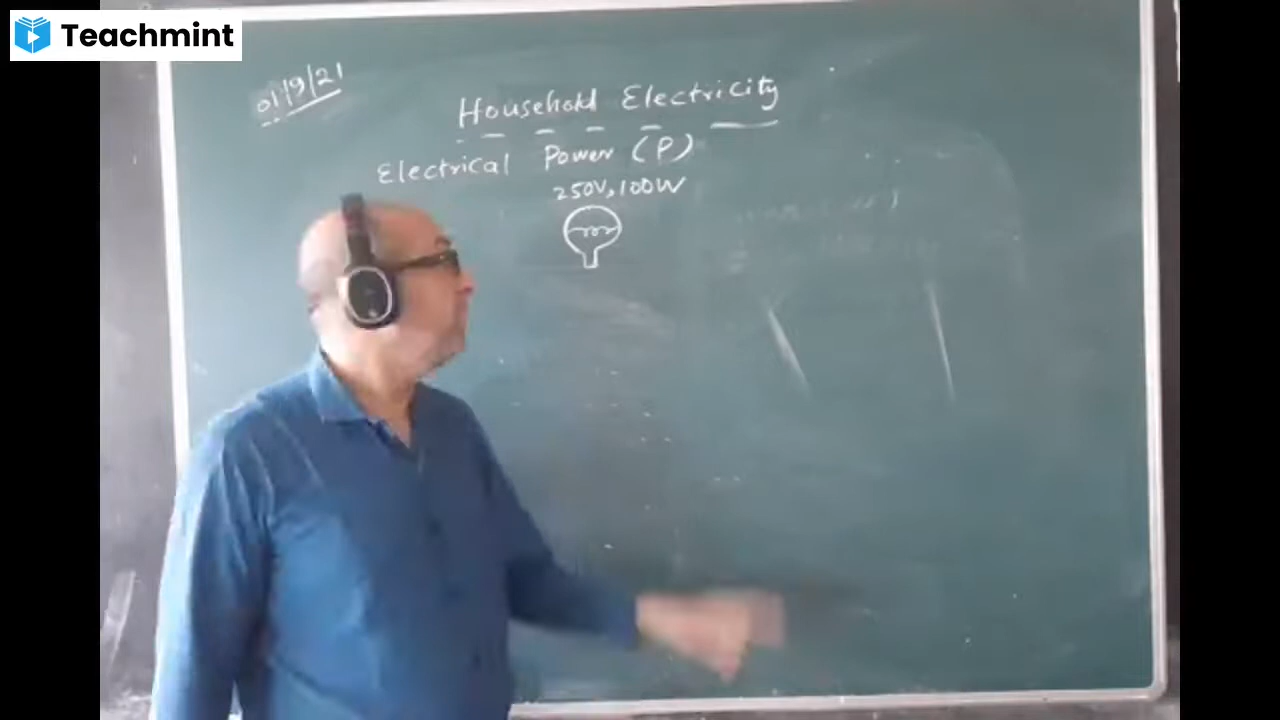 Teachmint
01/9/21
Household Electricity
Electrical Power (P)
250V, 100W